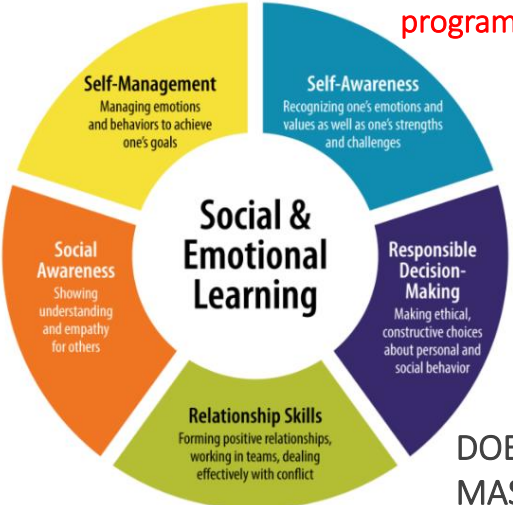 program
Self-Management
Managing emotions
and behaviors to achieve
one's goals
Self-Awareness
Recognizing one's emotions and
values as well as one's strengths
and challenges
Social &
Emotional
Learning
Social
Awareness
Showing
understanding
and empathy
for others
Responsible
Decision-
Making
Making ethical,
constructive choices
about personal and
social behavior
Relationship Skills
Forming positive relationships,
working in teams, dealing
effectively with conflict